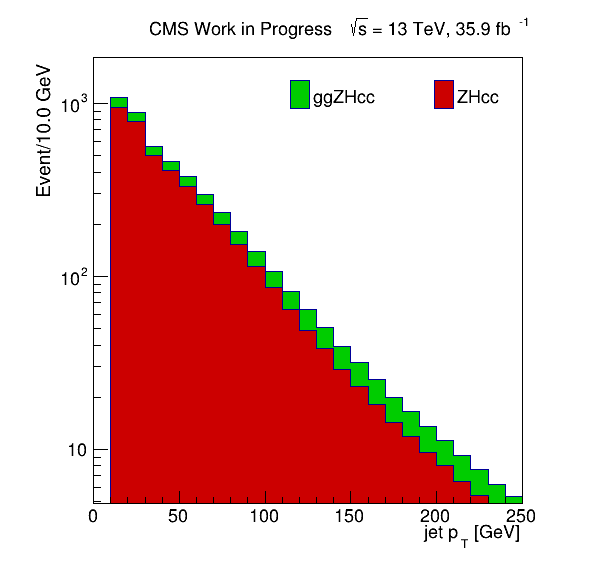 CMS Work in Progress √s = 13 TeV, 35.9 fb⁻¹
Event/10.0 GeV
ggZHcc ZHcc
10³
10²
10
0 50 100 150 200 250
jet p_T [GeV]